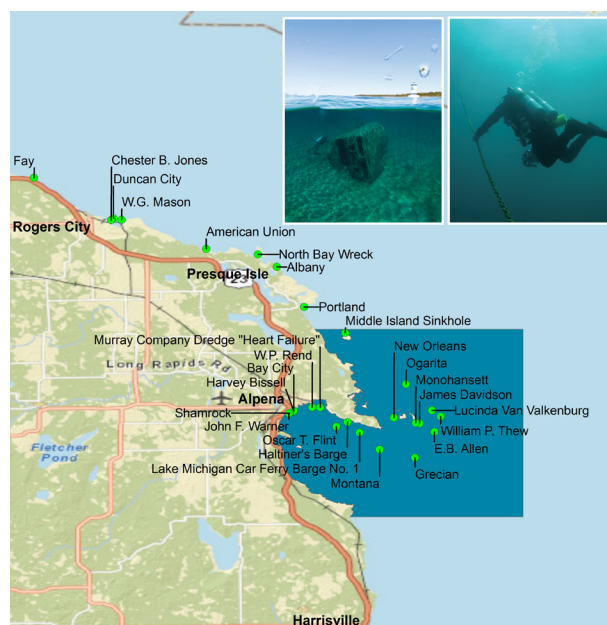 Fay
Chester B. Jones
Duncan City
W.G. Mason
Rogers City
American Union
North Bay Wreck
Albany
Presque Isle
23
Portland
Middle Island Sinkhole
Murray Company Dredge "Heart Failure"
New Orleans
W.P. Rend
Long Rapids Rd
Ogarita
Bay City
Monohansett
Harvey Bissell
James Davidson
Alpena
Shamrock
Lucinda Van Valkenburg
John F. Warner
William P. Thew
Oscar T. Flint
E.B. Allen
Fletcher
Pond
Haltiner's Barge
Lake Michigan Car Ferry Barge No. 1
Grecian
Montana
Harrisville